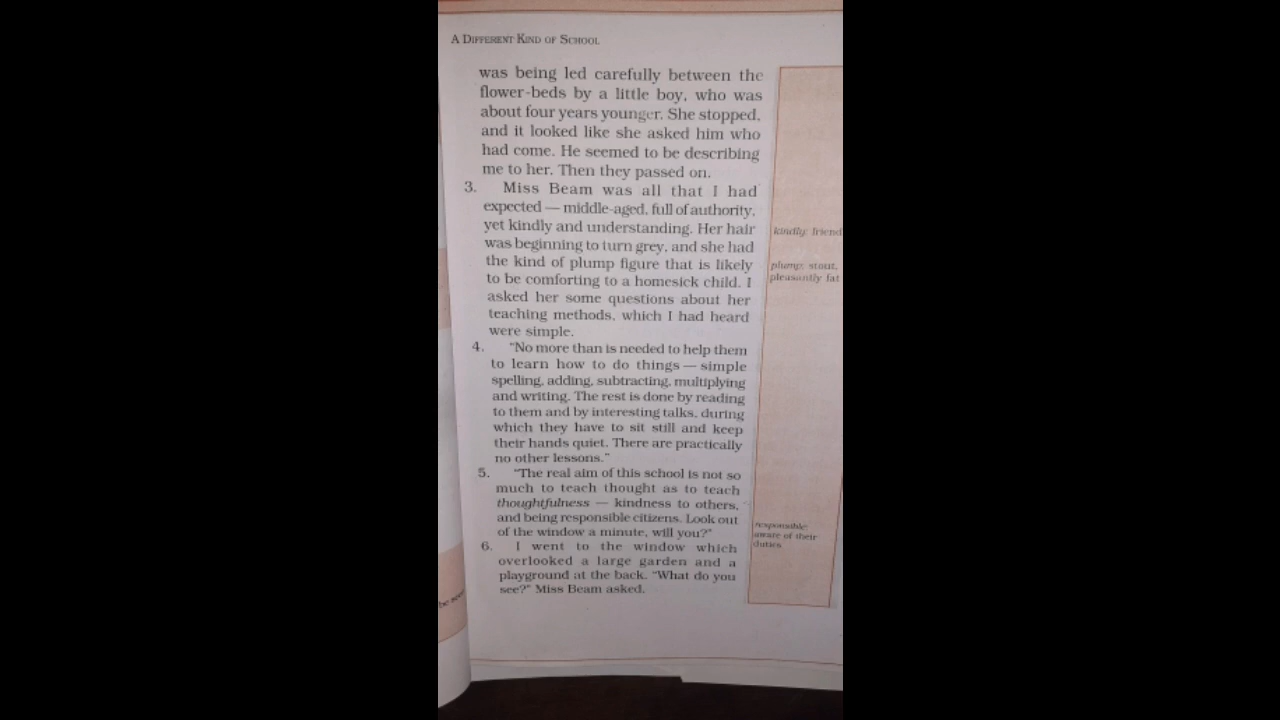 A DIFFERENT KIND OF SCHOOL
was being led carefully between the
flower-beds by a little boy, who was
about four years younger. She stopped,
and it looked like she asked him who
had come. He seemed to be describing
me to her. Then they passed on.
3. Miss Beam was all that I had
expected — middle-aged, full of authority,
yet kindly and understanding. Her hair
was beginning to turn grey, and she had
the kind of plump figure that is likely
to be comforting to a homesick child. I
asked her some questions about her
teaching methods, which I had heard
were simple.
4. "No more than is needed to help them
to learn how to do things — simple
spelling, adding, subtracting, multiplying
and writing. The rest is done by reading
to them and by interesting talks, during
which they have to sit still and keep
their hands quiet. There are practically
no other lessons."
5. "The real aim of this school is not so
much to teach thought as to teach
thoughtfulness — kindness to others,
and being responsible citizens. Look out
of the window a minute, will you?"
6. I went to the window which
overlooked a large garden and a
playground at the back. "What do you
see?" Miss Beam asked.
kindly: friend
plump: stout,
pleasantly fat
responsible:
aware of their
duties
be